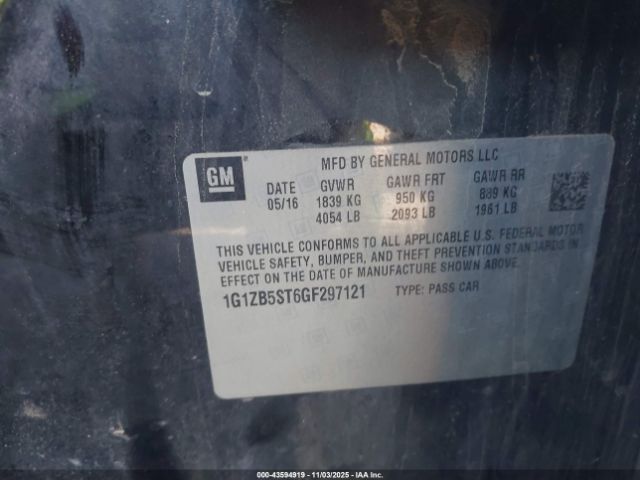 GM
MFD BY GENERAL MOTORS LLC
DATE GVWR GAWR FRT GAWR RR
05/16 1839 KG 950 KG 889 KG
4054 LB 2093 LB 1961 LB
THIS VEHICLE CONFORMS TO ALL APPLICABLE U.S. FEDERAL MOTOR
VEHICLE SAFETY, BUMPER, AND THEFT PREVENTION STANDARDS IN
EFFECT ON THE DATE OF MANUFACTURE SHOWN ABOVE.
1G1ZB5ST6GF297121 TYPE: PASS CAR
000-43594919 - 11/03/2025 - IAA Inc.